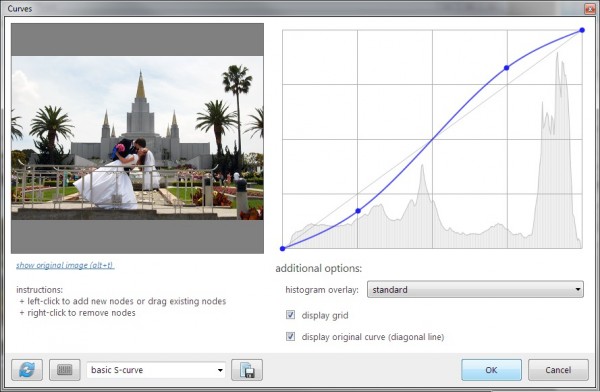 Curves
show original image (alt+t)
instructions:
+ left-click to add new nodes or drag existing nodes
+ right-click to remove nodes
additional options:
histogram overlay: standard
display grid
display original curve (diagonal line)
basic S-curve
OK
Cancel